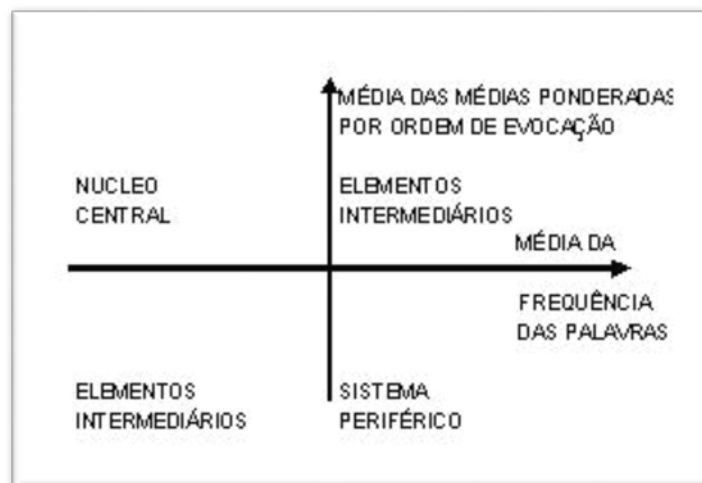 MÉDIA DAS MÉDIAS PONDERADAS
POR ORDEM DE EVOCAÇÃO
NUCLEO
CENTRAL
ELEMENTOS
INTERMEDIÁRIOS
MÉDIA DA
FREQUÊNCIA
DAS PALAVRAS
ELEMENTOS
INTERMEDIÁRIOS
SISTEMA
PERIFÉRICO